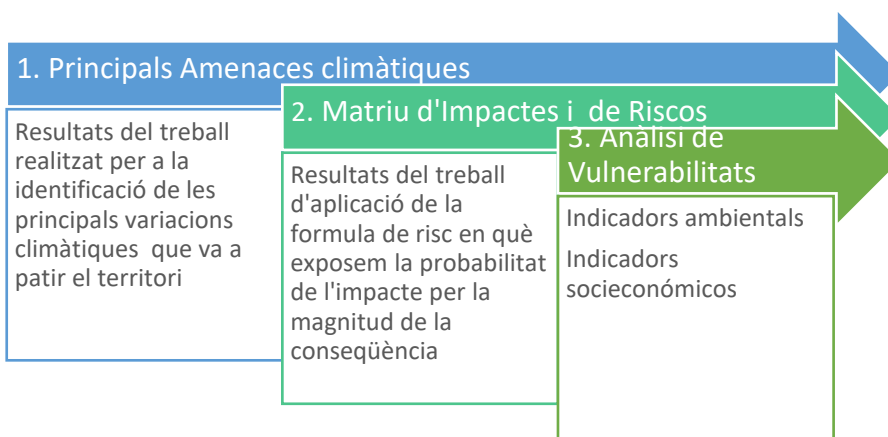 1. Principals Amenaces climàtiques
Resultats del treball
realitzat per a la
identificació de les
principals variacions
climàtiques  que va a
patir el territori
2. Matriu d'Impactes i  de Riscos
Resultats del treball
d'aplicació de la
formula de risc en què
exposem la probabilitat
de l'impacte per la
magnitud de la
conseqüència
3. Anàlisi de
Vulnerabilitats
Indicadors ambientals
Indicadors
socieconómicos